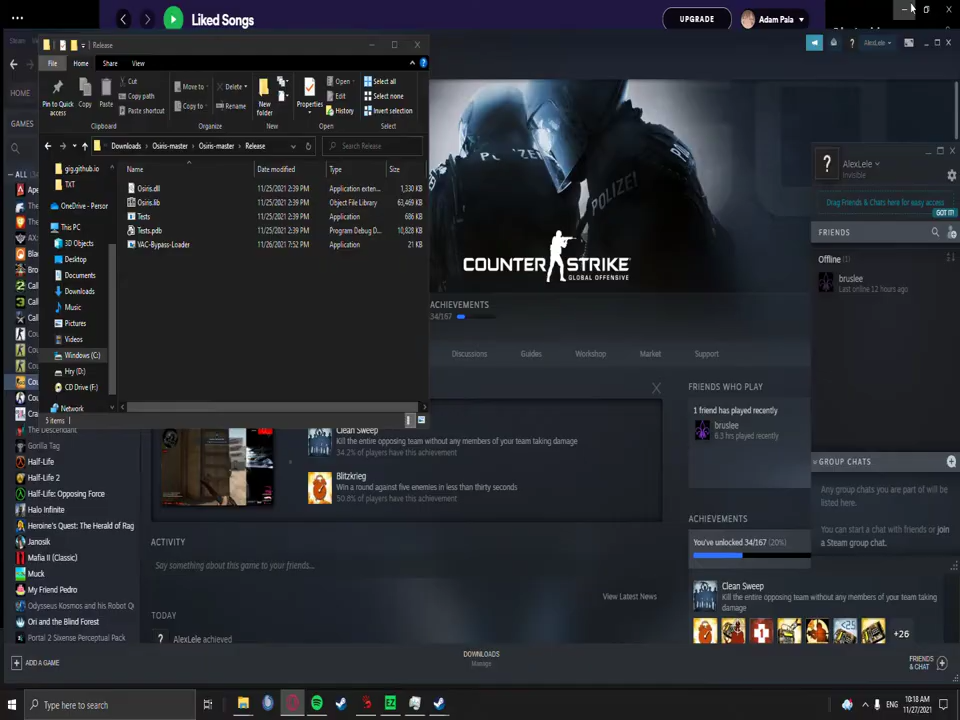 Liked Songs
UPGRADE
Adam Pala
Steam
Release
AlexLele
File
Home
Share
View
HOME
Pin to Quick access
Copy
Paste
Cut
Copy path
Paste shortcut
Clipboard
Move to
Copy to
Delete
Rename
Organize
New folder
New
Properties
Open
Edit
History
Open
Select all
Select none
Invert selection
Select
GAMES
Downloads
Osiris-master
Osiris-master
Release
Search Release
Name
Date modified
Type
Size
Osiris.dll
11/25/2021 2:39 PM
Application exten...
1,330 KB
Osiris.lib
11/25/2021 2:39 PM
Object File Library
63,469 KB
Tests
11/25/2021 2:39 PM
Application
686 KB
Tests.pdb
11/25/2021 2:39 PM
Program Debug D...
10,828 KB
VAC-Bypass-Loader
11/26/2021 7:52 PM
Application
21 KB
ALL
gig.github.io
TXT
OneDrive - Person
This PC
3D Objects
Desktop
Documents
Downloads
Music
Pictures
Videos
Windows (C:)
Hry (D:)
CD Drive (F:)
Network
5 items
POLIZEI
COUNTER STRIKE
GLOBAL OFFENSIVE
ACHIEVEMENTS
34/167
Discussions
Guides
Workshop
Market
Support
AlexLele
Invisible
Drag Friends & Chats here for easy access
GOT IT!
FRIENDS
Offline (1)
bruslee
Last online 12 hours ago
FRIENDS WHO PLAY
1 friend has played recently
bruslee
6.3 hrs played recently
GROUP CHATS
Any group chats you are part of will be listed here.
You can start a chat with friends or join a Steam group chat.
Clean Sweep
Kill the entire opposing team without any members of your team taking damage
34.2% of players have this achievement
Blitzkrieg
Win a round against five enemies in less than thirty seconds
50.6% of players have this achievement
ACHIEVEMENTS
You've unlocked 34/167 (20%)
Clean Sweep
Kill the entire opposing team without any members of your team taking damage
+26
ACTIVITY
Say something about this game to your friends...
View Latest News
TODAY
AlexLele achieved
The Descendant
Gorilla Tag
Half-Life
Half-Life 2
Half-Life: Opposing Force
Halo Infinite
Heroine's Quest: The Herald of Rag
Janosik
Mafia II (Classic)
Muck
My Friend Pedro
Odysseus Kosmos and his Robot Q
Ori and the Blind Forest
Portal 2 Sixense Perceptual Pack
ADD A GAME
DOWNLOADS
Manage
FRIENDS & CHAT
Type here to search
ENG
10:18 AM
11/27/2021